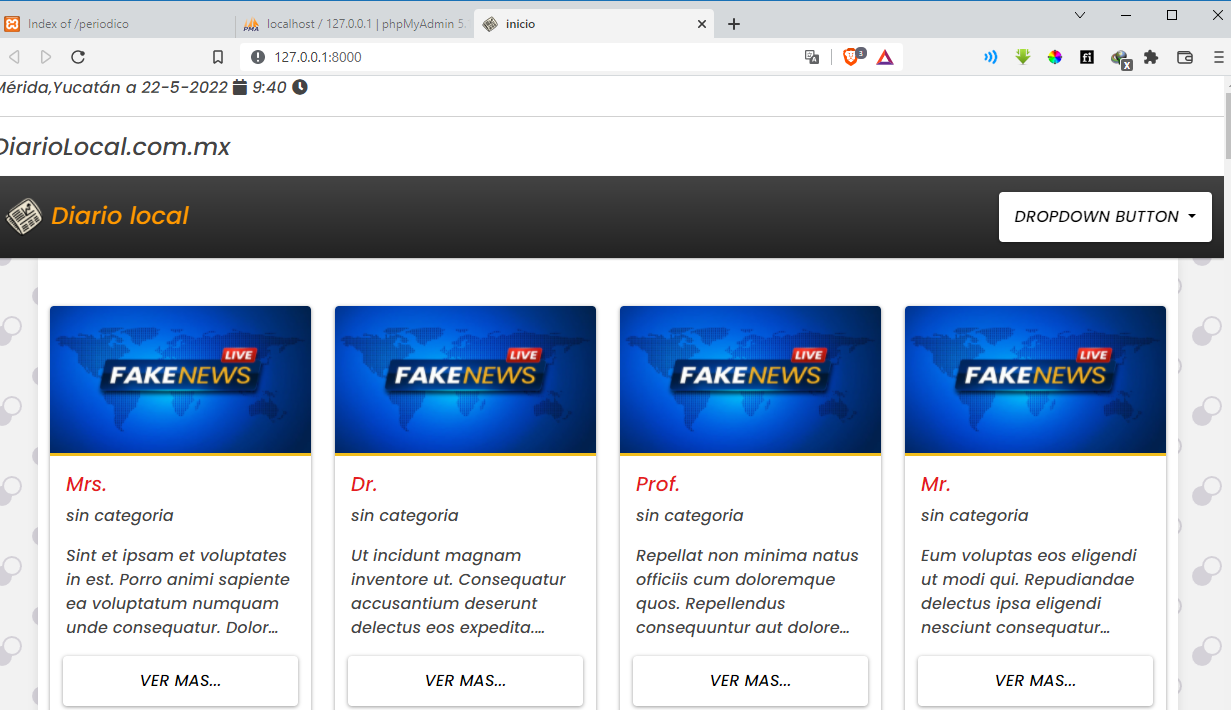 Index of /periodico
localhost / 127.0.0.1 | phpMyAdmin 5.
inicio
127.0.0.1:8000
3
fi
X
Mérida,Yucatán a 22-5-2022 9:40
DiarioLocal.com.mx
Diario local
DROPDOWN BUTTON
LIVE
FAKENEWS
LIVE
FAKENEWS
LIVE
FAKENEWS
LIVE
FAKENEWS
Mrs.
sin categoria
Sint et ipsam et voluptates
in est. Porro animi sapiente
ea voluptatum numquam
unde consequatur. Dolor...
VER MAS...
Dr.
sin categoria
Ut incidunt magnam
inventore ut. Consequatur
accusantium deserunt
delectus eos expedita....
VER MAS...
Prof.
sin categoria
Repellat non minima natus
officiis cum doloremque
quos. Repellendus
consequuntur aut dolore...
VER MAS...
Mr.
sin categoria
Eum voluptas eos eligendi
ut modi qui. Repudiandae
delectus ipsa eligendi
nesciunt consequatur...
VER MAS...